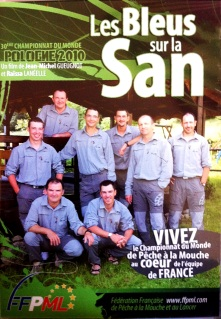 Les Bleus
sur la
San
30ème CHAMPIONNAT DU MONDE
POLOGNE 2010
Un film de Jean-Michel GUEUGNOT
et Raïssa LANCELLE
VIVEZ
le Championnat du Monde
de Pêche à la Mouche
au coeur de l'équipe
de FRANCE
FFPML
Fédération Française
de Pêche à la Mouche et au Lancer
www.ffpml.com